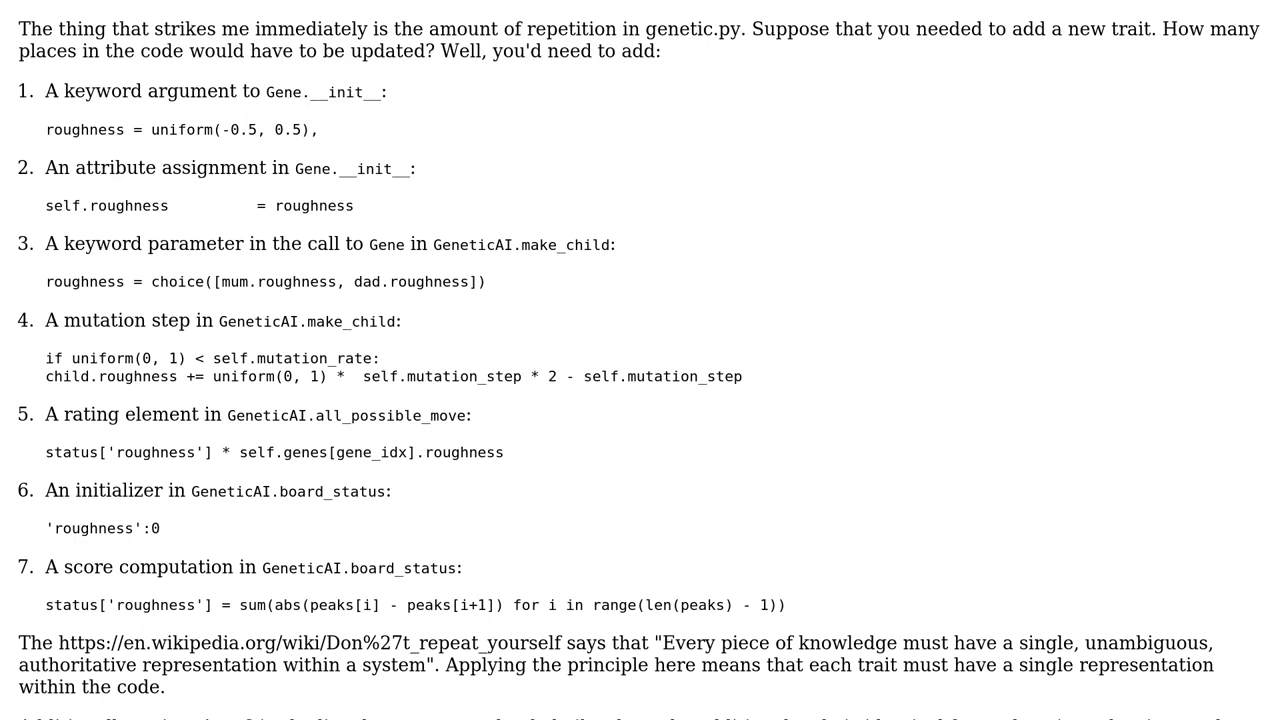 The thing that strikes me immediately is the amount of repetition in genetic.py. Suppose that you needed to add a new trait. How many
places in the code would have to be updated? Well, you'd need to add:
1. A keyword argument to Gene.__init__:
roughness = uniform(-0.5, 0.5),
2. An attribute assignment in Gene.__init__:
self.roughness          = roughness
3. A keyword parameter in the call to Gene in GeneticAI.make_child:
roughness = choice([mum.roughness, dad.roughness])
4. A mutation step in GeneticAI.make_child:
if uniform(0, 1) < self.mutation_rate:
child.roughness += uniform(0, 1) *  self.mutation_step * 2 - self.mutation_step
5. A rating element in GeneticAI.all_possible_move:
status['roughness'] * self.genes[gene_idx].roughness
6. An initializer in GeneticAI.board_status:
'roughness':0
7. A score computation in GeneticAI.board_status:
status['roughness'] = sum(abs(peaks[i] - peaks[i+1]) for i in range(len(peaks) - 1))
The https://en.wikipedia.org/wiki/Don%27t_repeat_yourself says that "Every piece of knowledge must have a single, unambiguous,
authoritative representation within a system". Applying the principle here means that each trait must have a single representation
within the code.